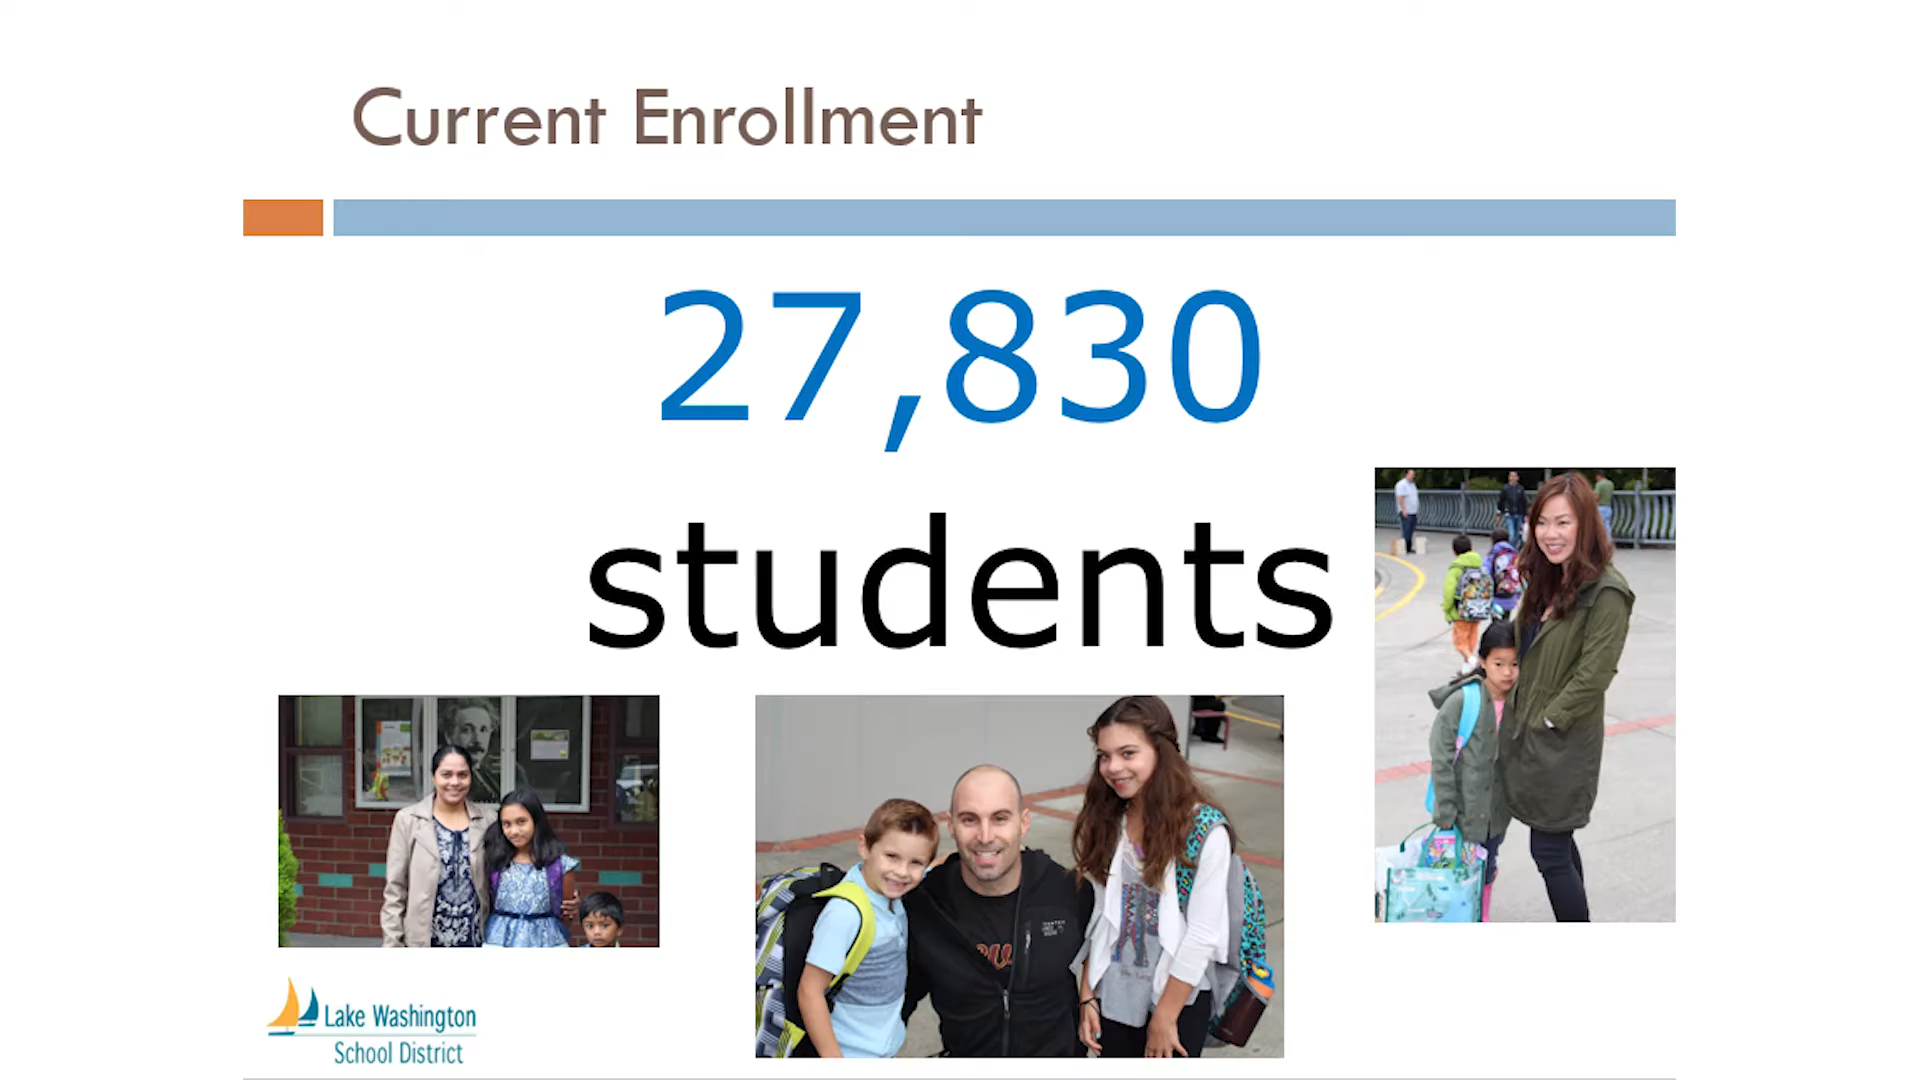 Current Enrollment
27,830
students
Lake Washington
School District